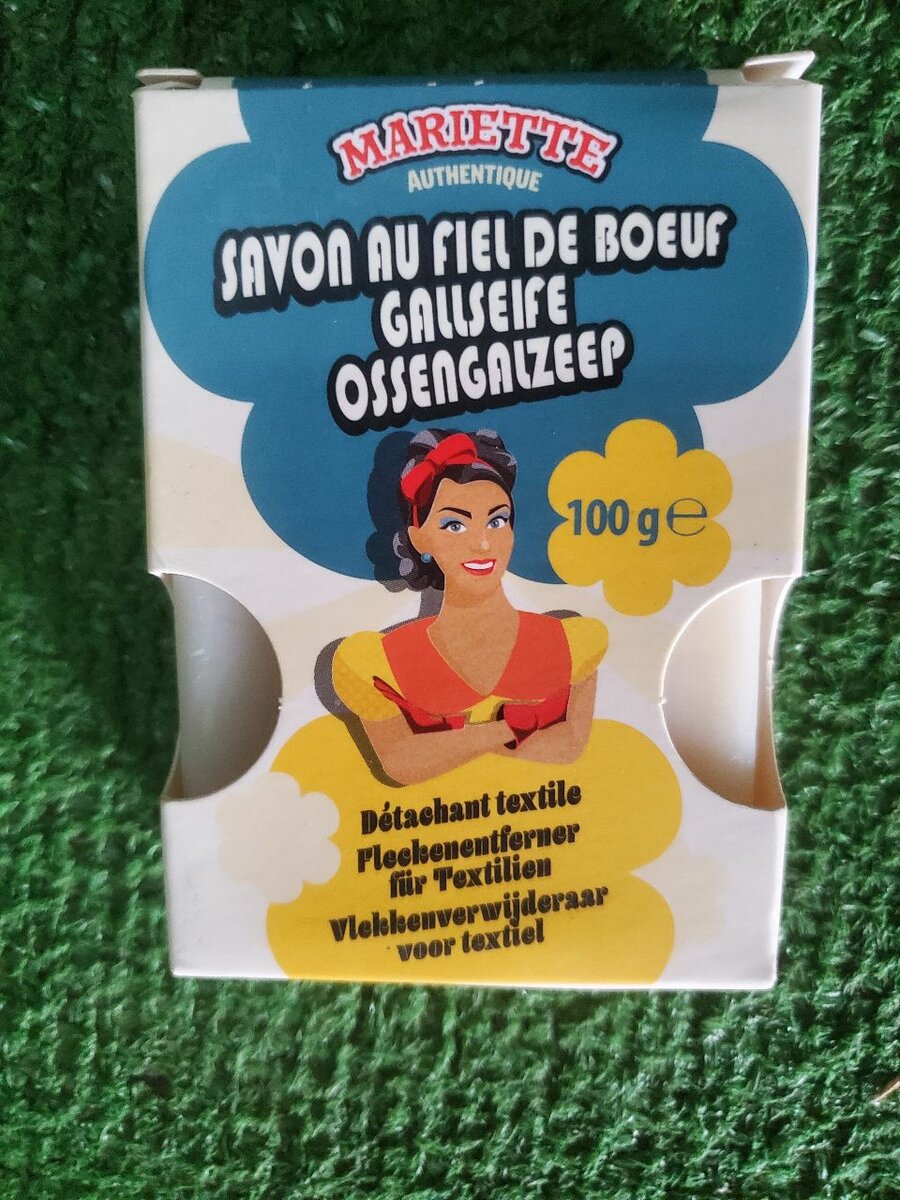 MARIETTE
AUTHENTIQUE
SAVON AU FIEL DE BOEUF
GALLSEIFE
OSSENGALZEEP
100 g ℮
Détachant textile
Fleckenentferner
für Textilien
Vlekkenverwijderaar
voor textiel